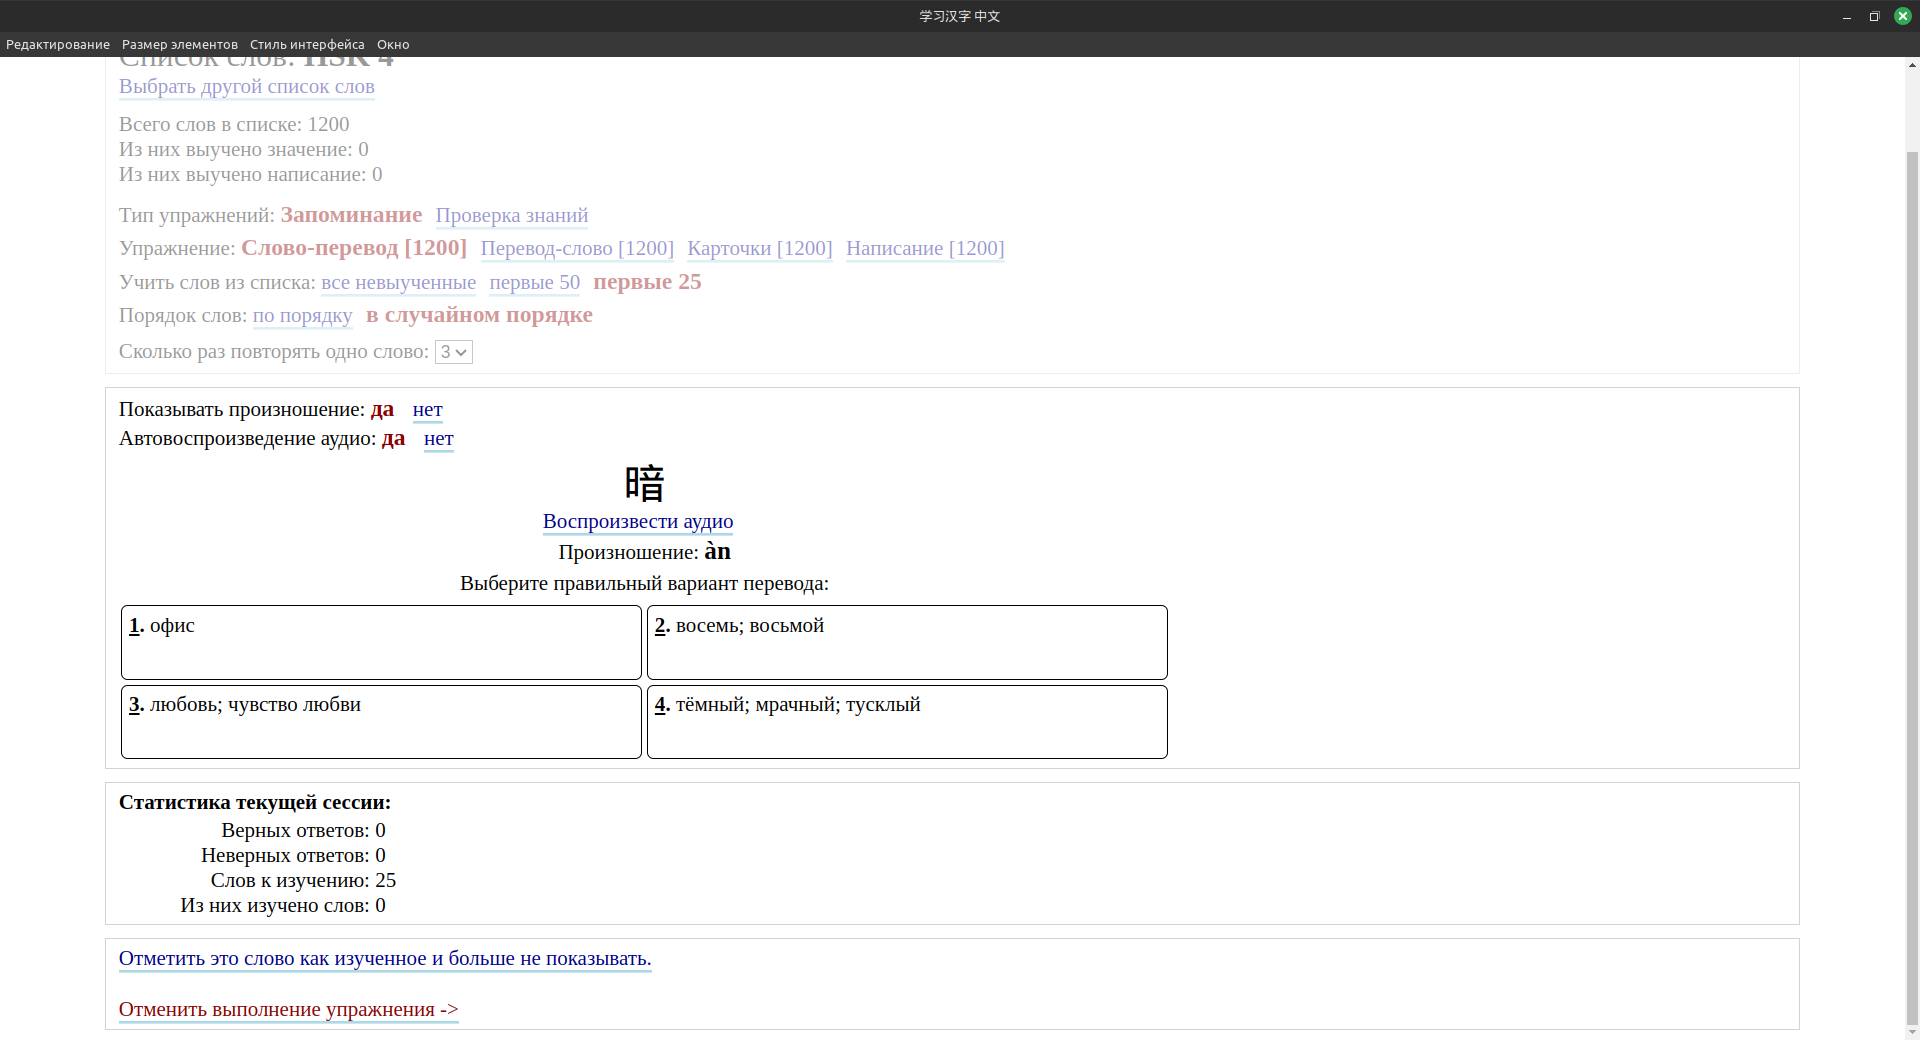 学习汉字 中文
Редактирование Размер элементов Стиль интерфейса Окно
Список слов: HSK 4
Выбрать другой список слов
Всего слов в списке: 1200
Из них выучено значение: 0
Из них выучено написание: 0
Тип упражнений: Запоминание Проверка знаний
Упражнение: Слово-перевод [1200] Перевод-слово [1200] Карточки [1200] Написание [1200]
Учить слов из списка: все невыученные первые 50 первые 25
Порядок слов: по порядку в случайном порядке
Сколько раз повторять одно слово: 3
Показывать произношение: да нет
Автовоспроизведение аудио: да нет
暗
Воспроизвести аудио
Произношение: àn
Выберите правильный вариант перевода:
1. офис
2. восемь; восьмой
3. любовь; чувство любви
4. тёмный; мрачный; тусклый
Статистика текущей сессии:
Верных ответов: 0
Неверных ответов: 0
Слов к изучению: 25
Из них изучено слов: 0
Отметить это слово как изученное и больше не показывать.
Отменить выполнение упражнения ->